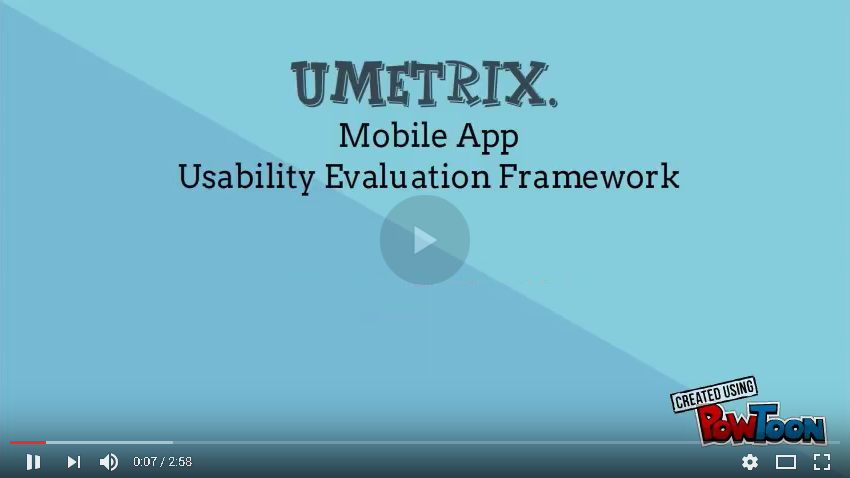 UMETRIX.
Mobile App
Usability Evaluation Framework
CREATED USING
POWTOON
0:07 / 2:58